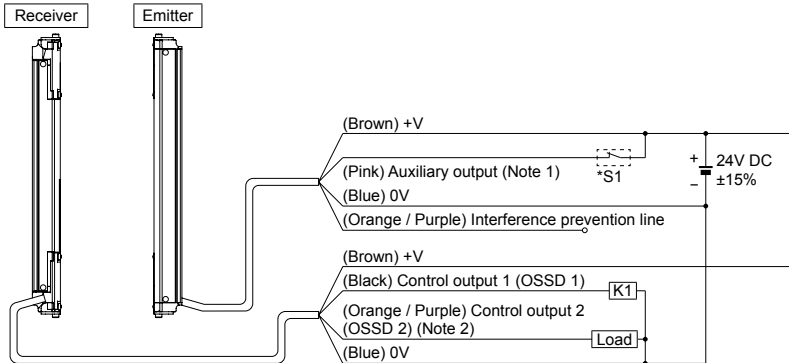 Receiver
Emitter
(Brown) +V
(Pink) Auxiliary output (Note 1)
*S1
+
24V DC
−
±15%
(Blue) 0V
(Orange / Purple) Interference prevention line
(Brown) +V
(Black) Control output 1 (OSSD 1)
K1
(Orange / Purple) Control output 2
(OSSD 2) (Note 2)
Load
(Blue) 0V